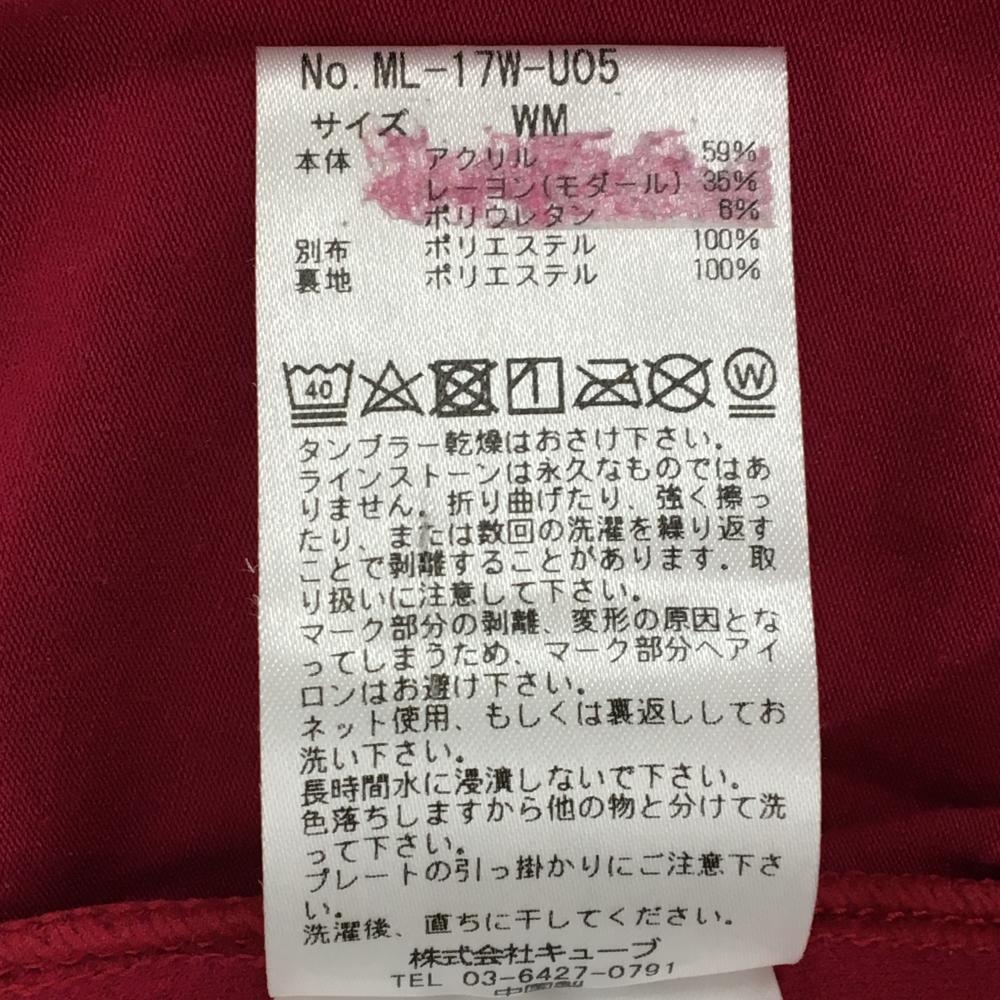 No. ML-17W-U05
サイズ WM
本体 アクリル 59%
レーヨン(モダール) 35%
ポリウレタン 6%
別布 ポリエステル 100%
裏地 ポリエステル 100%
40 1 W
タンブラー乾燥はおさけ下さい。
ラインストーンは永久なものではあ
りません。折り曲げたり、強く擦っ
たり、または数回の洗濯を繰り返す
ことで剥離することがあります。取
り扱いに注意して下さい。
マーク部分の剥離、変形の原因とな
ってしまうため、マーク部分へアイ
ロンはお避け下さい。
ネット使用、もしくは裏返ししてお
洗い下さい。
長時間水に浸漬しないで下さい。
色落ちしますから他の物と分けて洗
って下さい。
プレートの引っ掛かりにご注意下さ
い。
洗濯後、直ちに干してください。
株式会社キューブ
TEL 03-6427-0791
中国製